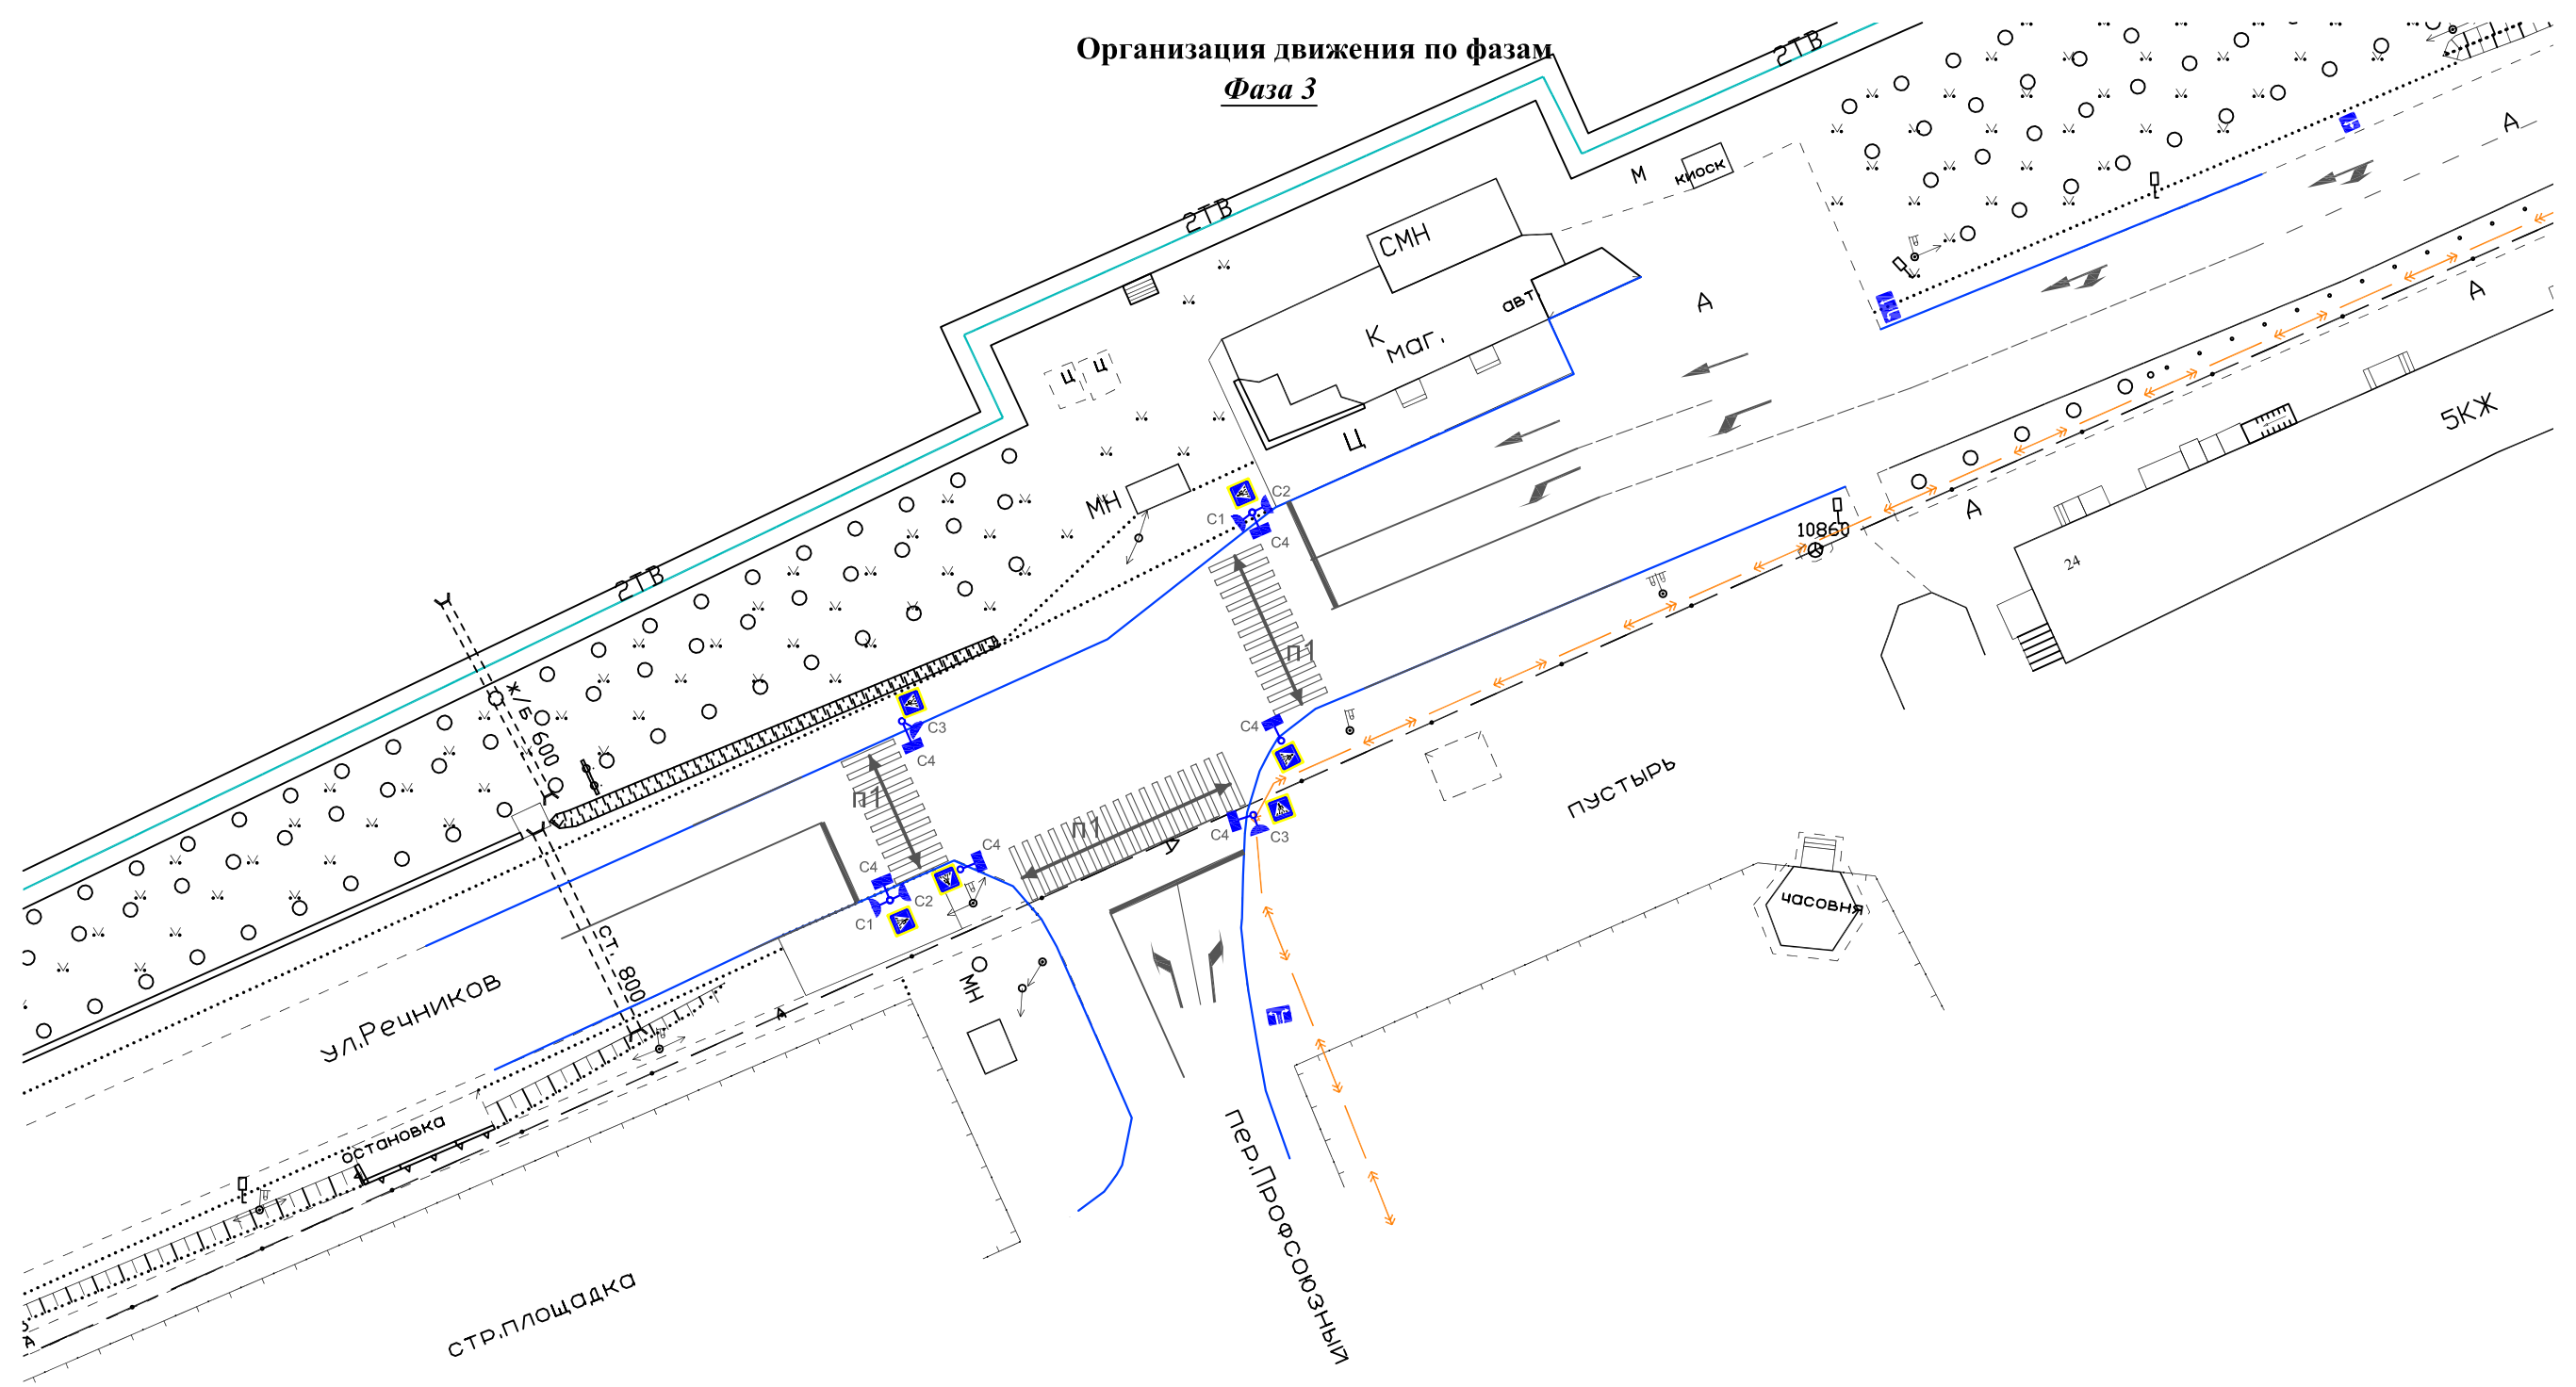 Организация движения по фазам
Фаза 3
2ТВ
2ТВ
2ТВ
М
киоск
СМН
К
маг.
авт
А
А
А
А
Ц
ц
ц
5КЖ
24
МН
С2
С1
С4
10860
п1
ж/б 600
С3
С4
С4
п1
п1
ПУСТЫРЬ
С4
С4
С3
С4
С1
С2
часовня
ст. 800
МН
ул.Речников
А
остановка
пер.Профсоюзный
А
стр.площадка